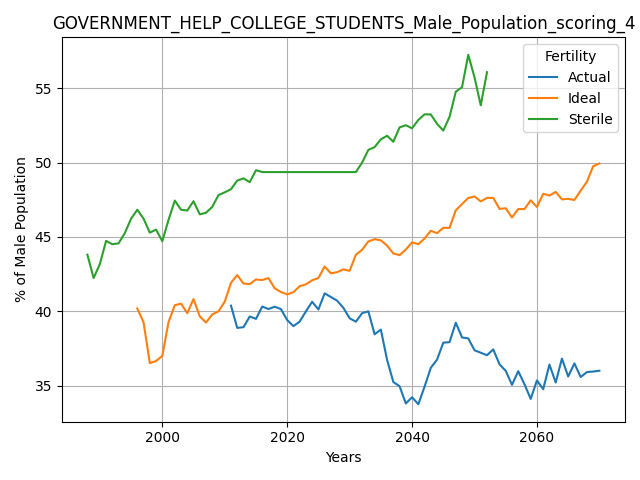 GOVERNMENT_HELP_COLLEGE_STUDENTS_Male_Population_scoring_4
Fertility
Actual
Ideal
Sterile
% of Male Population
55
50
45
40
35
2000
2020
2040
2060
Years